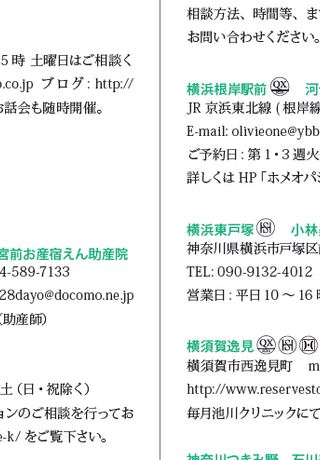 5 時 土曜日はご相談く
o.co.jp ブログ : http://
お話会も随時開催。
宮前お産宿えん助産院
4-589-7133
28dayo@docomo.ne.jp
(助産師)
土 (日・祝除く)
ョンのご相談を行ってお
e-k/ をご覧下さい。
相談方法、時間等、ま
お問い合わせください。
横浜根岸駅前 QX 河
JR 京浜東北線 ( 根岸線
E-mail: olivieone@ybb
ご予約日 : 第 1・3 週火
詳しくは HP「ホメオパシ
横浜東戸塚 小林
神奈川県横浜市戸塚区
TEL: 090-9132-4012
営業日 : 平日 10 ～ 16 時
横須賀逸見 QX
横須賀市西逸見町 m
http://www.reservesto
毎月池川クリニックにて
横浜つきみ野 石川